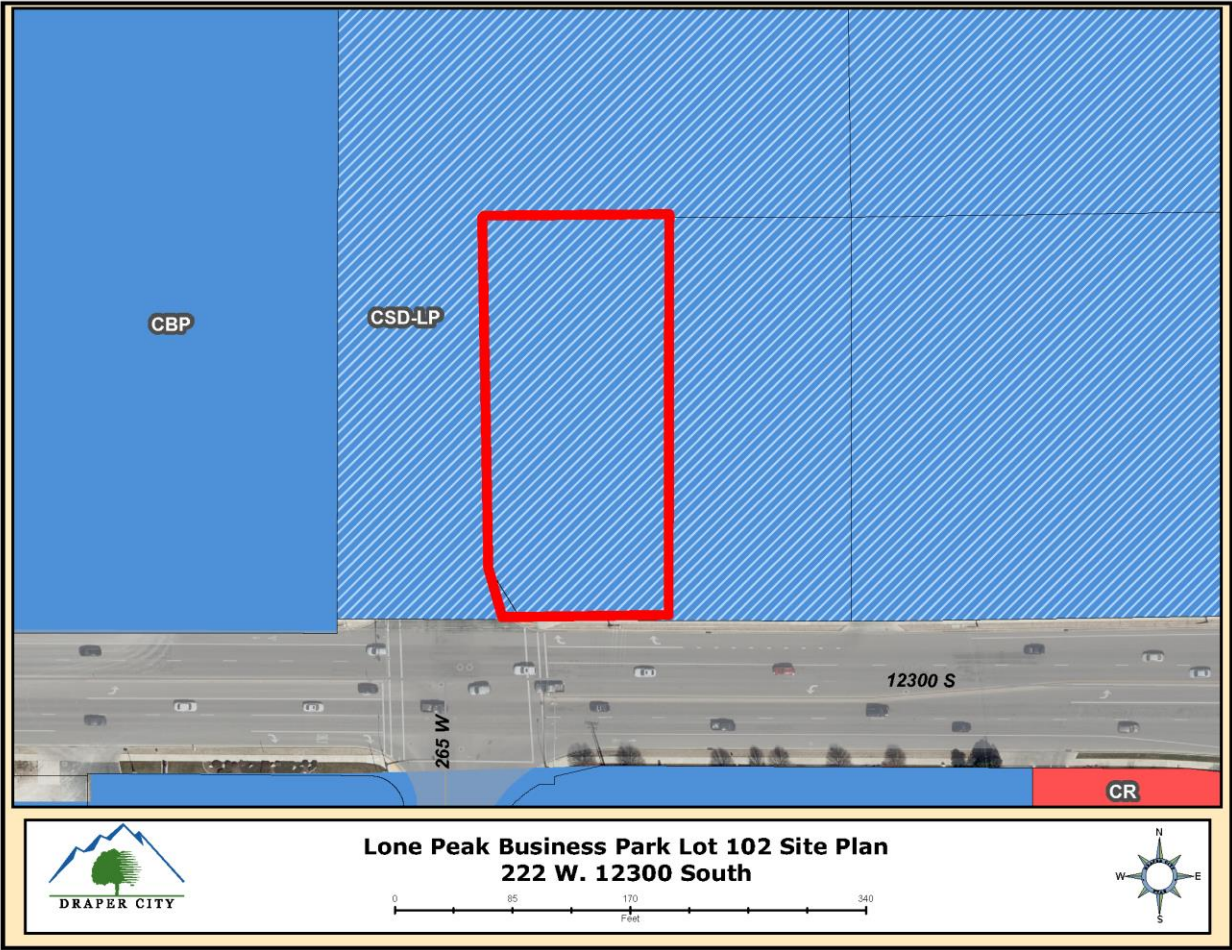 CBP
CSD-LP
12300 S
265 W
CR
DRAPER CITY
Lone Peak Business Park Lot 102 Site Plan
222 W. 12300 South
0 85 170 340
Feet
N
W E
S